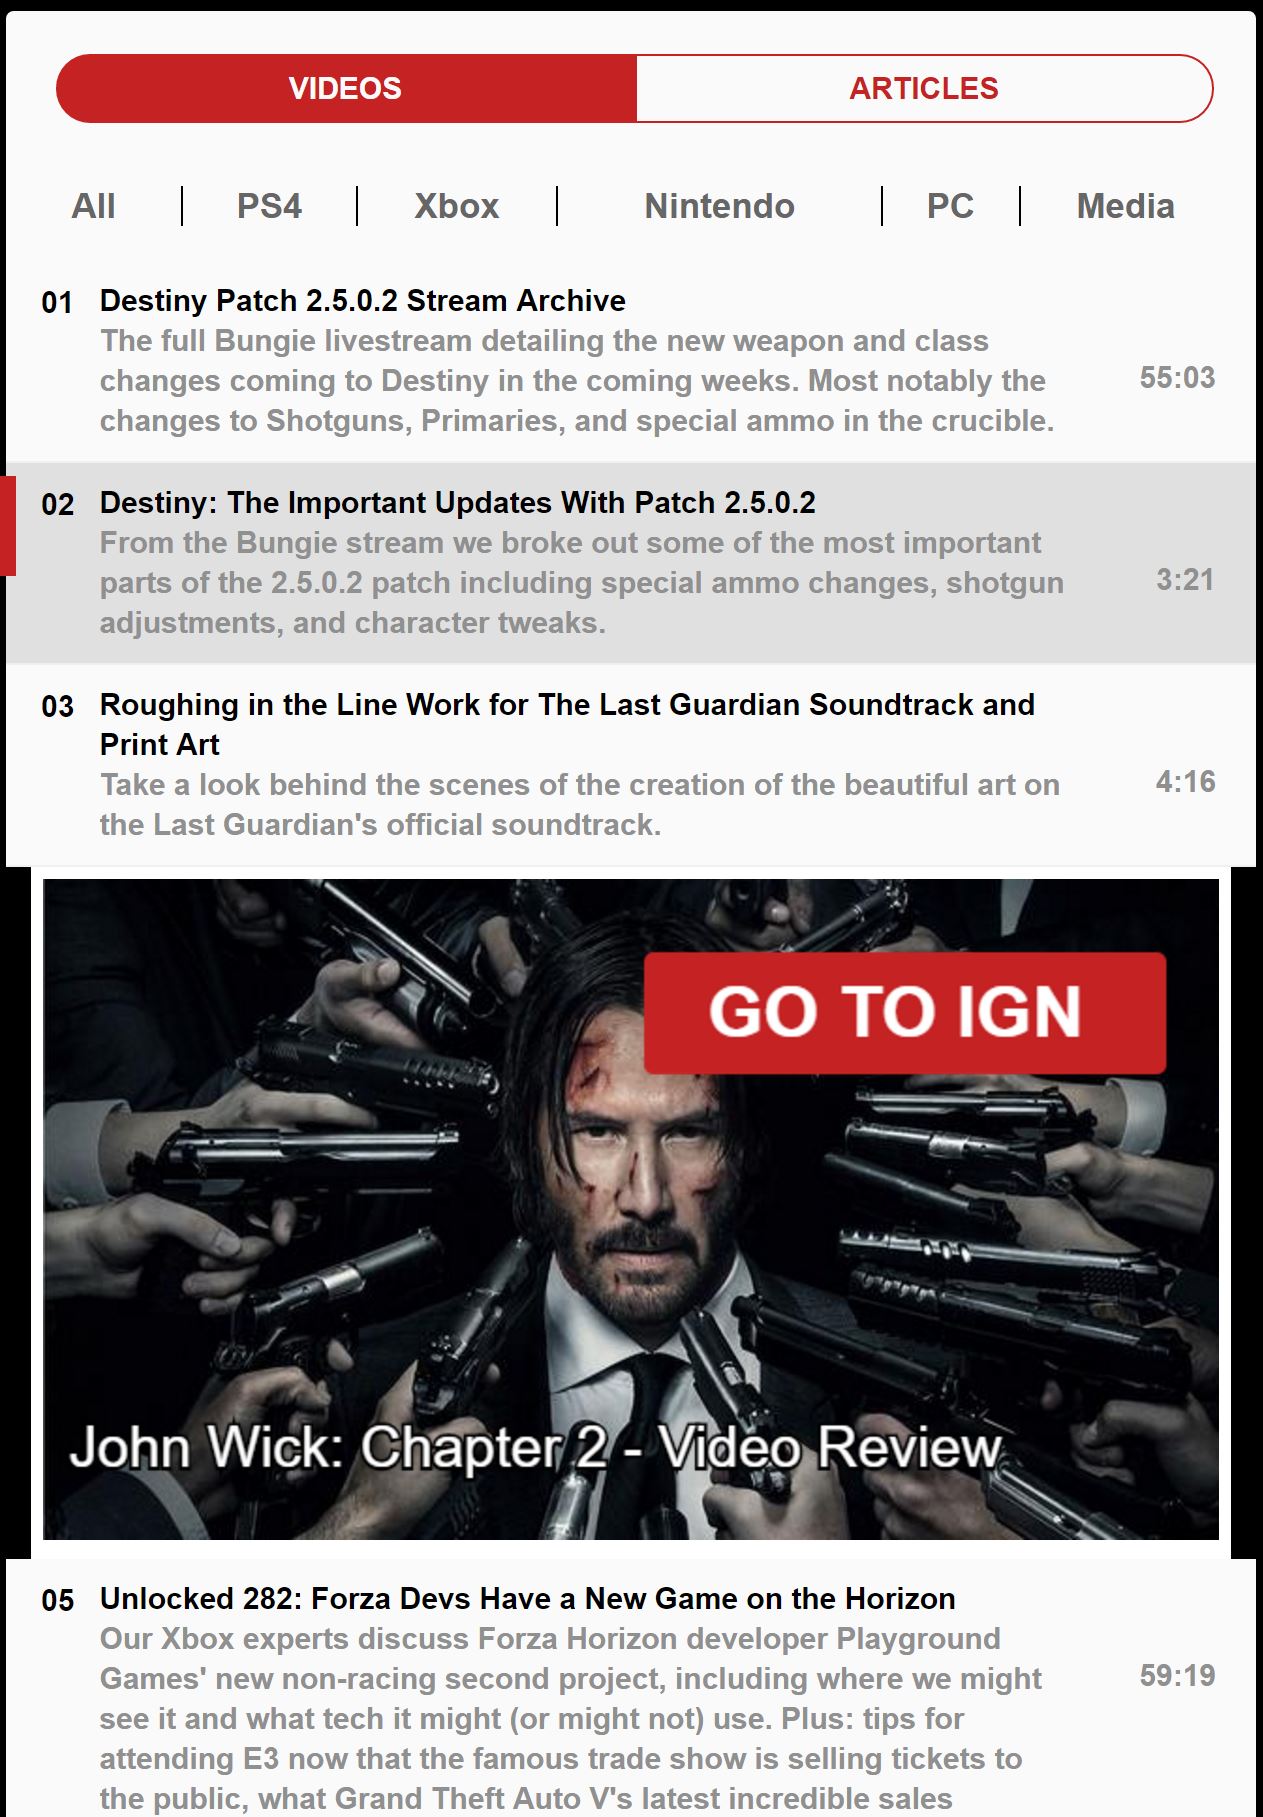 VIDEOS
ARTICLES
All
PS4
Xbox
Nintendo
PC
Media
01
Destiny Patch 2.5.0.2 Stream Archive
The full Bungie livestream detailing the new weapon and class
changes coming to Destiny in the coming weeks. Most notably the
changes to Shotguns, Primaries, and special ammo in the crucible.
55:03
02
Destiny: The Important Updates With Patch 2.5.0.2
From the Bungie stream we broke out some of the most important
parts of the 2.5.0.2 patch including special ammo changes, shotgun
adjustments, and character tweaks.
3:21
03
Roughing in the Line Work for The Last Guardian Soundtrack and
Print Art
Take a look behind the scenes of the creation of the beautiful art on
the Last Guardian's official soundtrack.
4:16
GO TO IGN
John Wick: Chapter 2 - Video Review
05
Unlocked 282: Forza Devs Have a New Game on the Horizon
Our Xbox experts discuss Forza Horizon developer Playground
Games' new non-racing second project, including where we might
see it and what tech it might (or might not) use. Plus: tips for
attending E3 now that the famous trade show is selling tickets to
the public, what Grand Theft Auto V's latest incredible sales
59:19